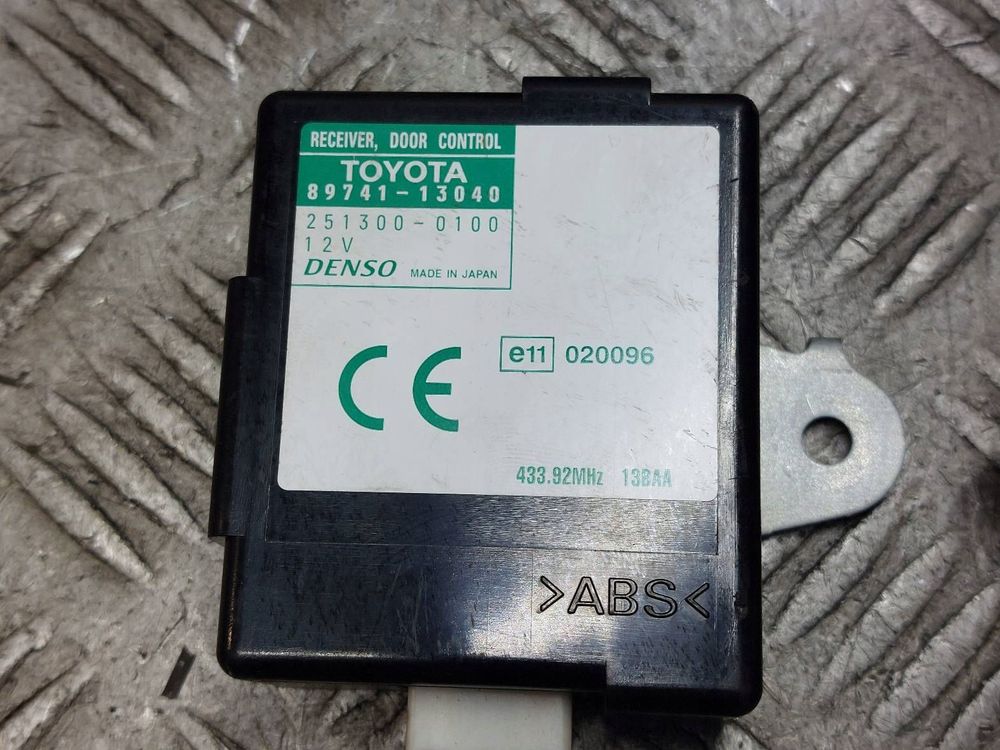 RECEIVER, DOOR CONTROL
TOYOTA
89741-13040
251300-0100
12V
DENSO MADE IN JAPAN
CE
e11 020096
433.92MHz 13BAA
>ABS<